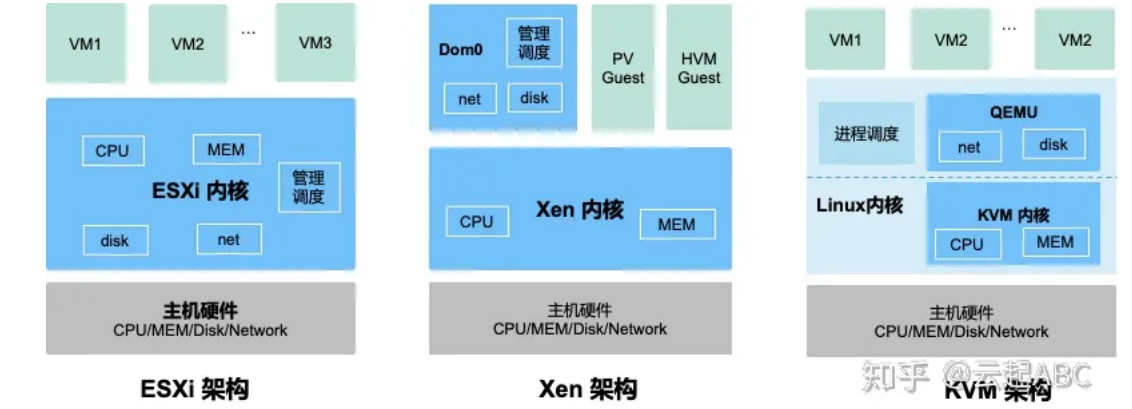 VM1
VM2
...
VM3
CPU
MEM
ESXi 内核
管理
调度
disk
net
主机硬件
CPU/MEM/Disk/Network
ESXi 架构
Dom0
管理
调度
net
disk
PV
Guest
HVM
Guest
Xen 内核
CPU
MEM
主机硬件
CPU/MEM/Disk/Network
Xen 架构
VM1
VM2
...
VM2
进程调度
QEMU
net
disk
Linux内核
KVM 内核
CPU
MEM
主机硬件
CPU/MEM/Disk/Network
KVM 架构
知乎 @云起ABC